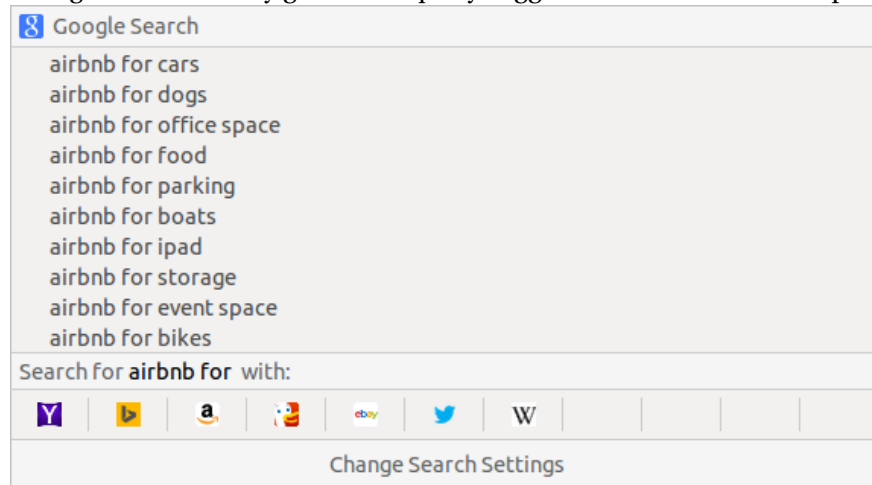 Google Search
airbnb for cars
airbnb for dogs
airbnb for office space
airbnb for food
airbnb for parking
airbnb for boats
airbnb for ipad
airbnb for storage
airbnb for event space
airbnb for bikes
Search for airbnb for with:
Y b a ebay W
Change Search Settings